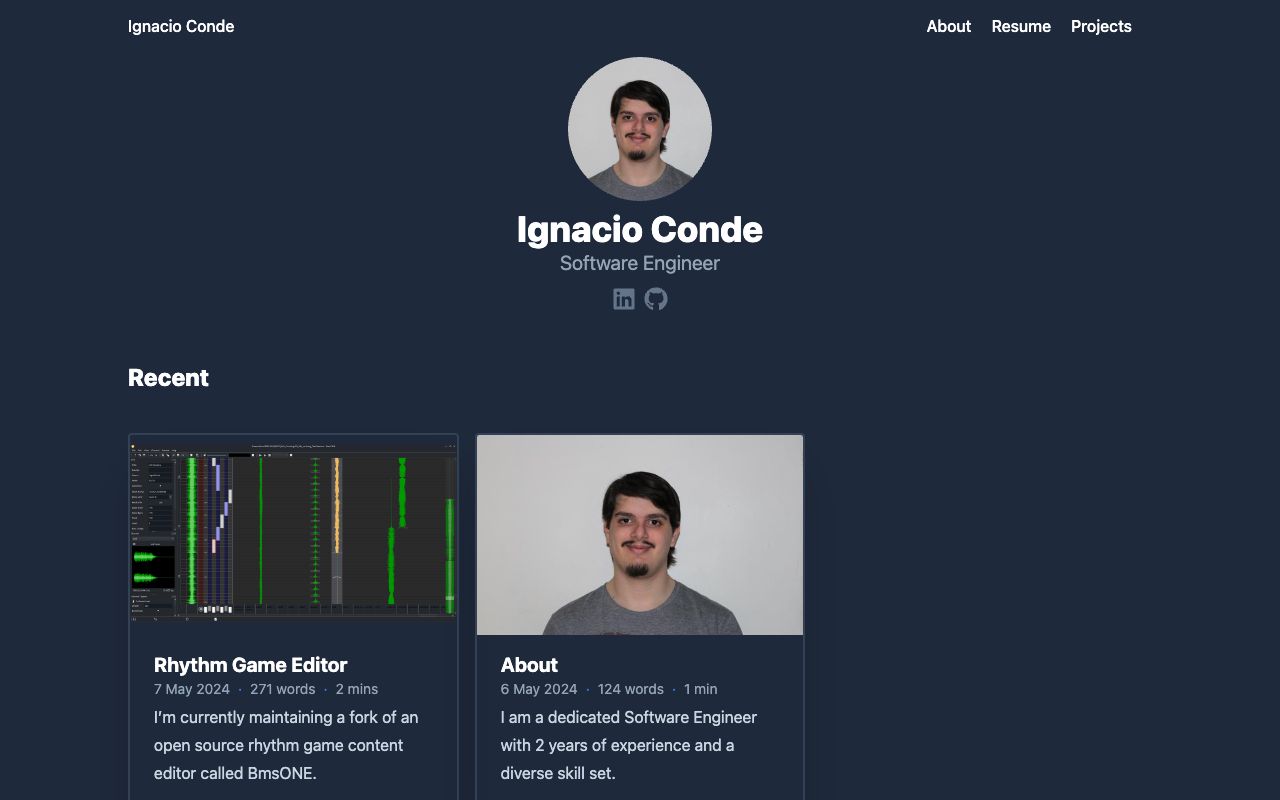 Ignacio Conde
About Resume Projects
Ignacio Conde
Software Engineer
Recent
Rhythm Game Editor
7 May 2024 · 271 words · 2 mins
I'm currently maintaining a fork of an
open source rhythm game content
editor called BmsONE.
About
6 May 2024 · 124 words · 1 min
I am a dedicated Software Engineer
with 2 years of experience and a
diverse skill set.